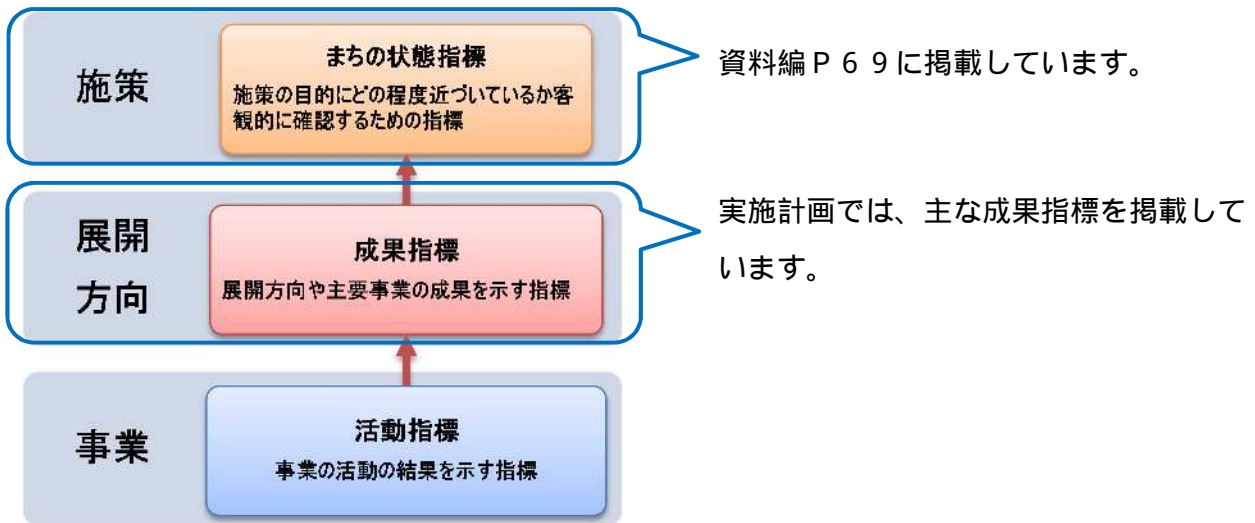 施策
まちの状態指標
施策の目的にどの程度近づいているか客
観的に確認するための指標
資料編Ｐ６９に掲載しています。
展開
方向
成果指標
展開方向や主要事業の成果を示す指標
実施計画では、主な成果指標を掲載して
います。
事業
活動指標
事業の活動の結果を示す指標